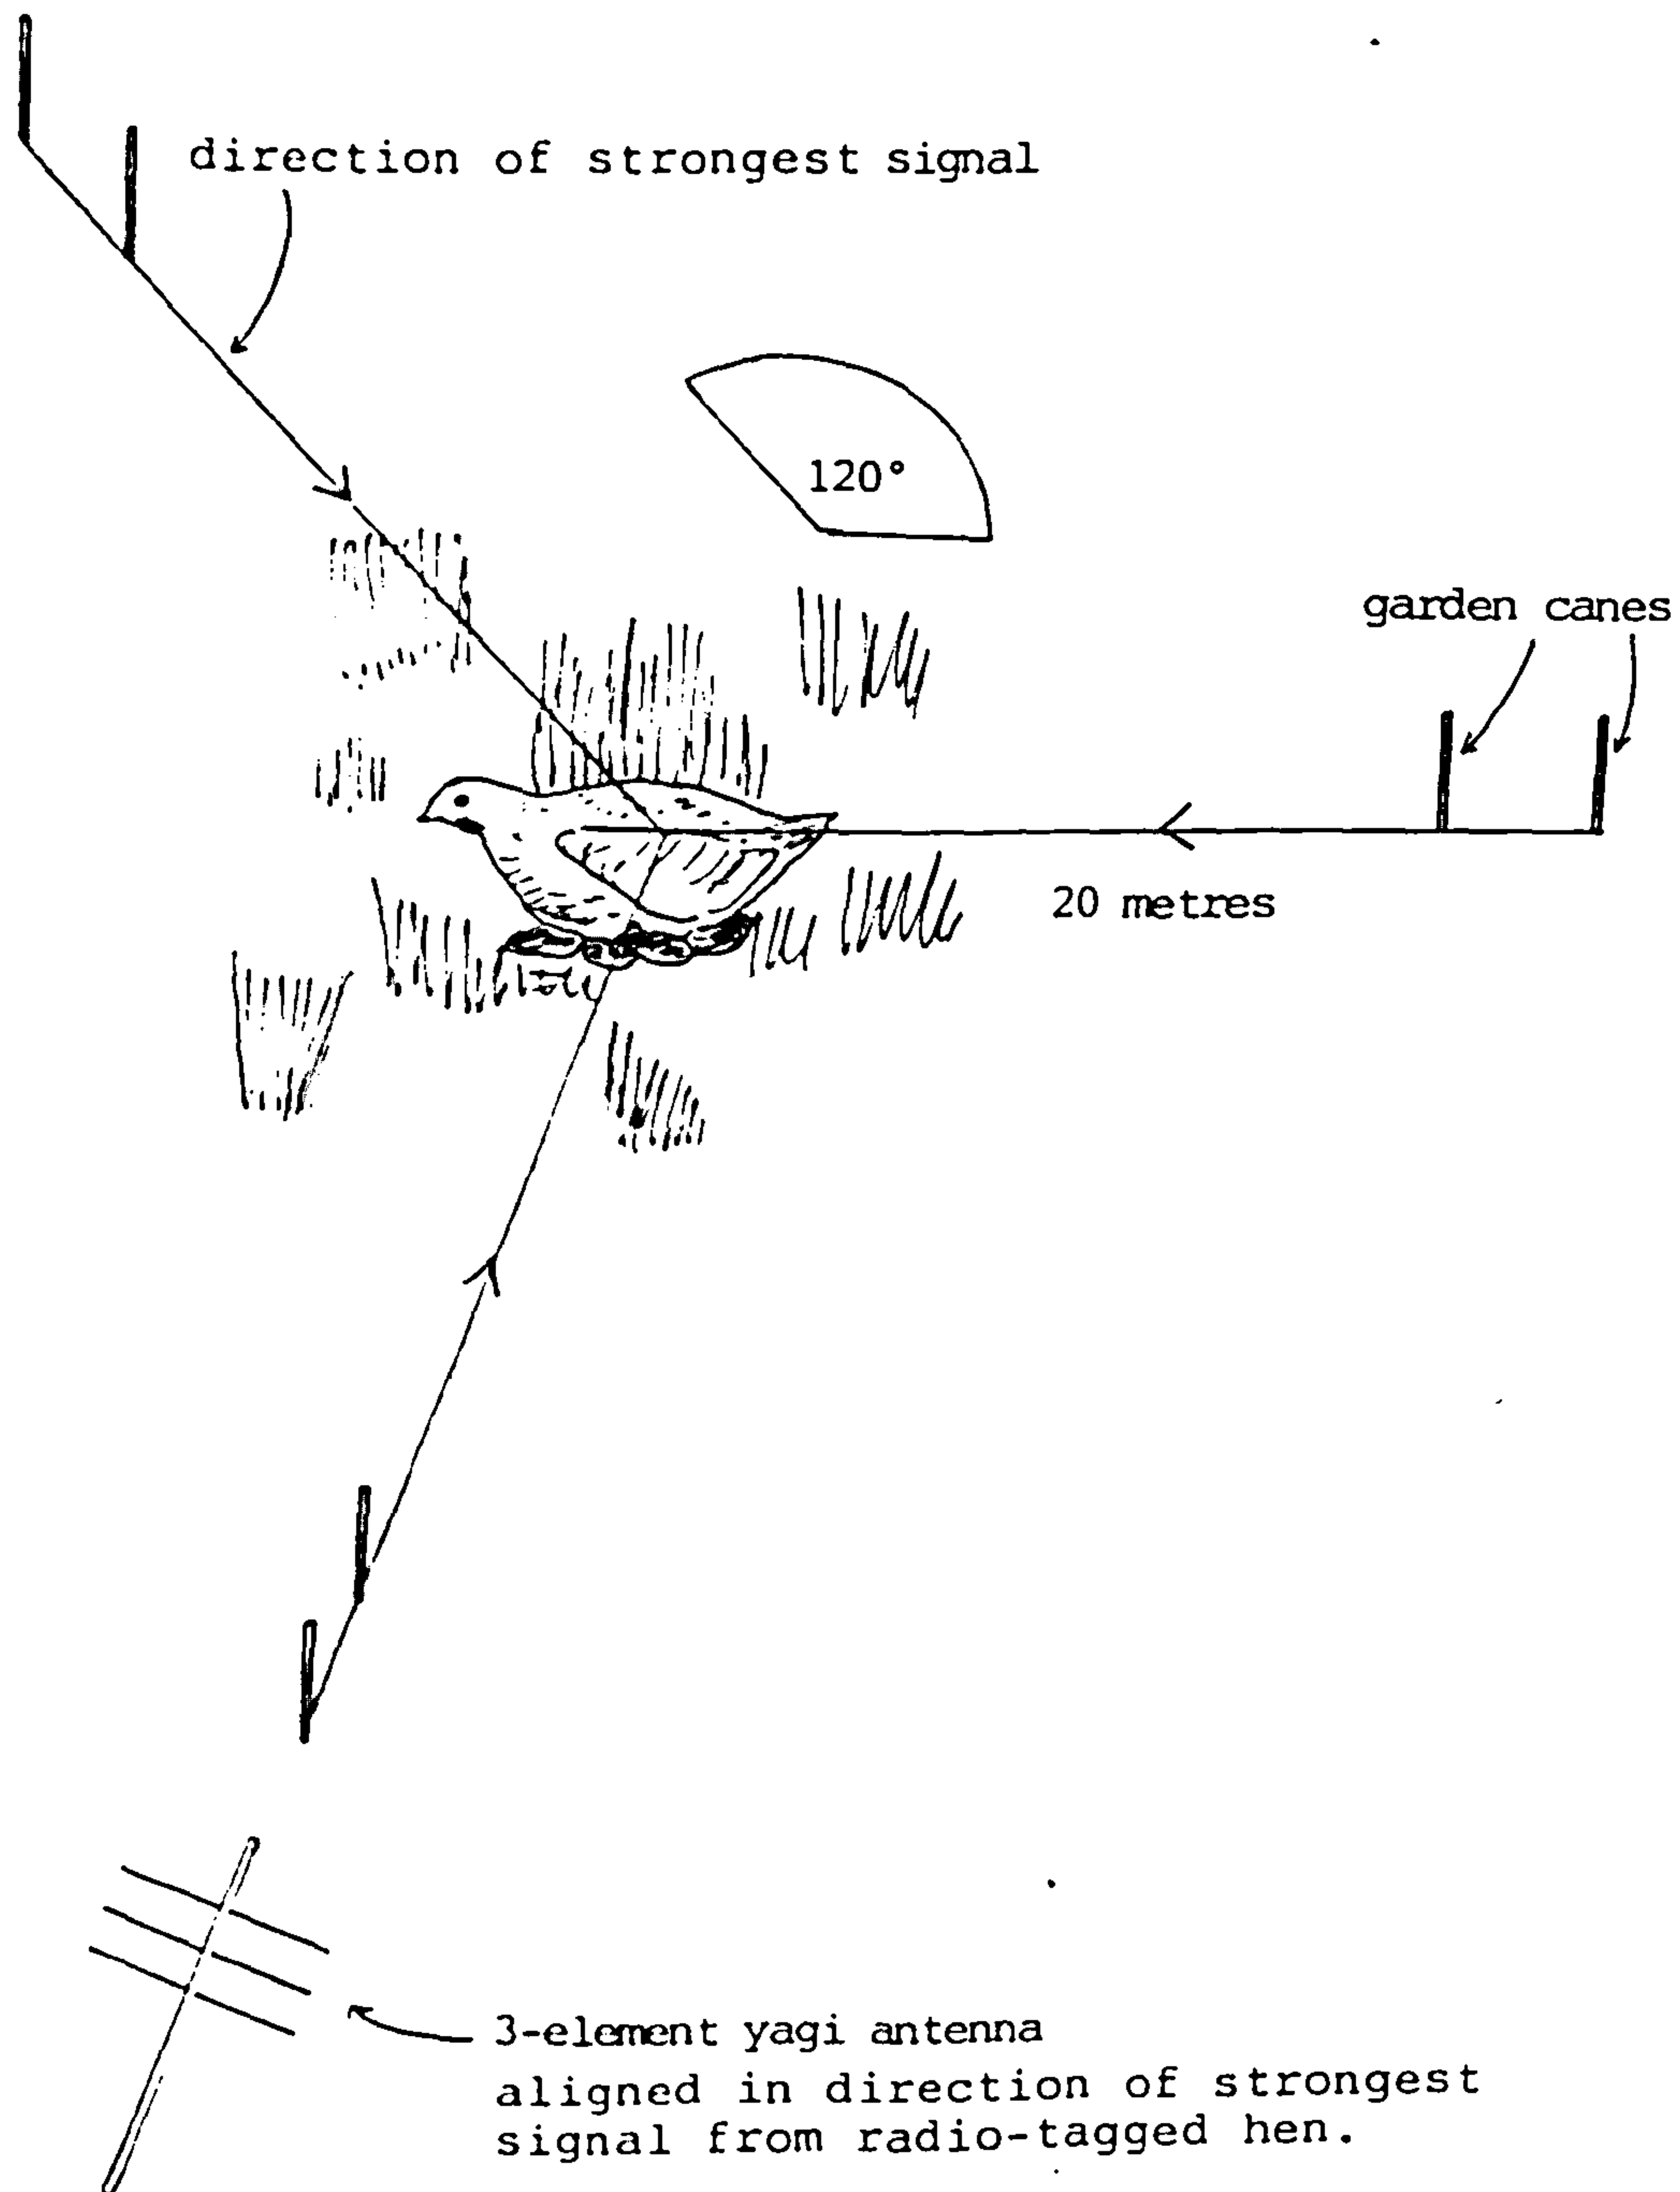 direction of strongest signal
120°
garden canes
20 metres
3-element yagi antenna
aligned in direction of strongest
signal from radio-tagged hen.